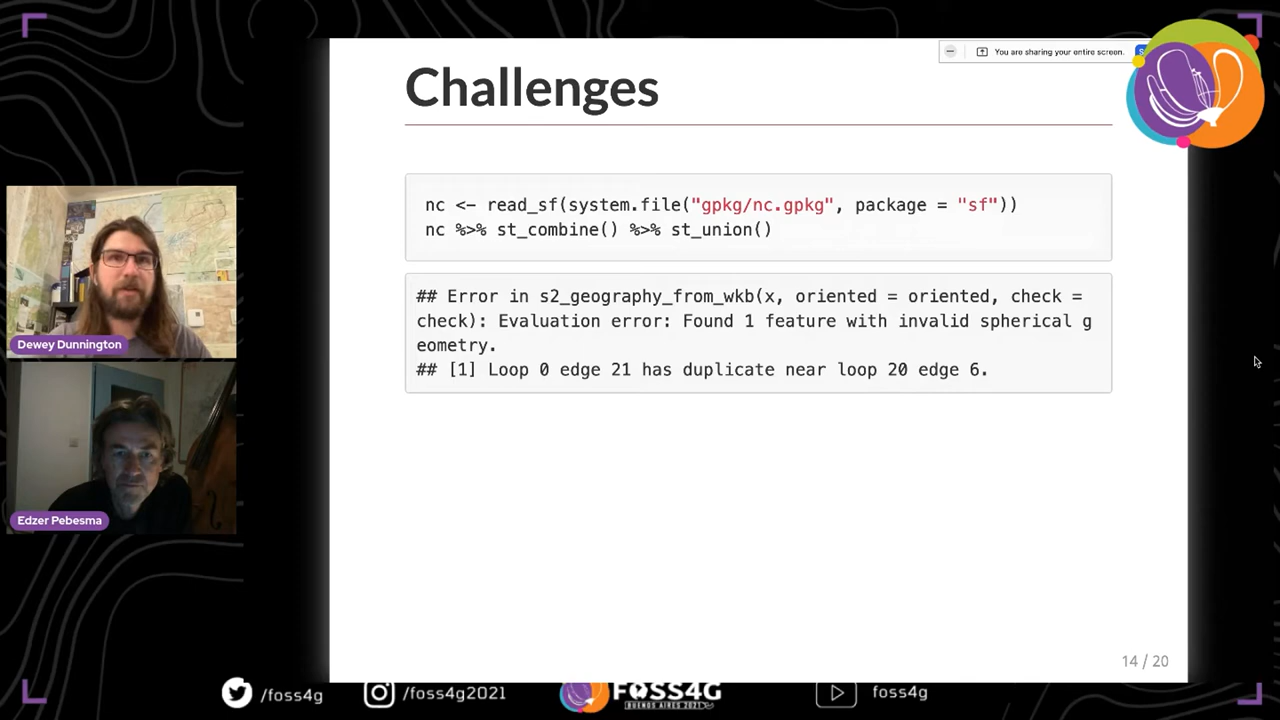 You are sharing your entire screen.
Challenges
nc <- read_sf(system.file("gpkg/nc.gpkg", package = "sf"))
nc %>% st_combine() %>% st_union()
## Error in s2_geography_from_wkb(x, oriented = oriented, check =
check): Evaluation error: Found 1 feature with invalid spherical g
eometry.
## [1] Loop 0 edge 21 has duplicate near loop 20 edge 6.
Dewey Dunnington
Edzer Pebesma
14 / 20
/foss4g
/foss4g2021
FOSS4G
BUENOS AIRES 2021
foss4g